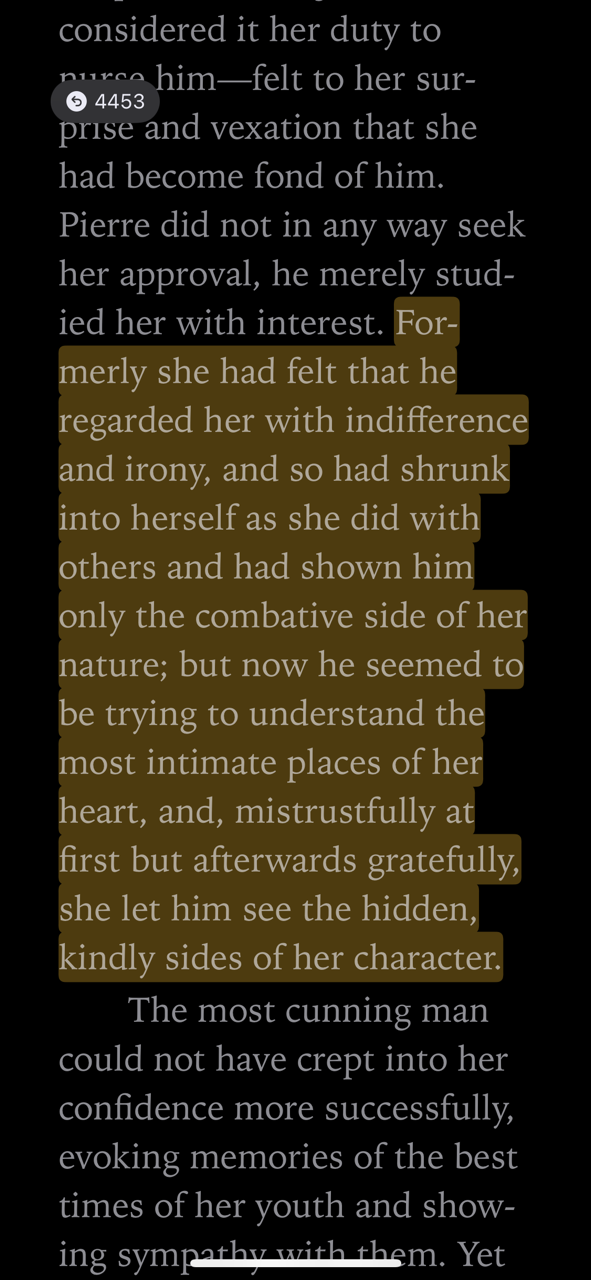 considered it her duty to
nurse him—felt to her sur-
4453
prise and vexation that she
had become fond of him.
Pierre did not in any way seek
her approval, he merely stud-
ied her with interest. For-
merly she had felt that he
regarded her with indifference
and irony, and so had shrunk
into herself as she did with
others and had shown him
only the combative side of her
nature; but now he seemed to
be trying to understand the
most intimate places of her
heart, and, mistrustfully at
first but afterwards gratefully,
she let him see the hidden,
kindly sides of her character.
The most cunning man
could not have crept into her
confidence more successfully,
evoking memories of the best
times of her youth and show-
ing sympathy with them. Yet